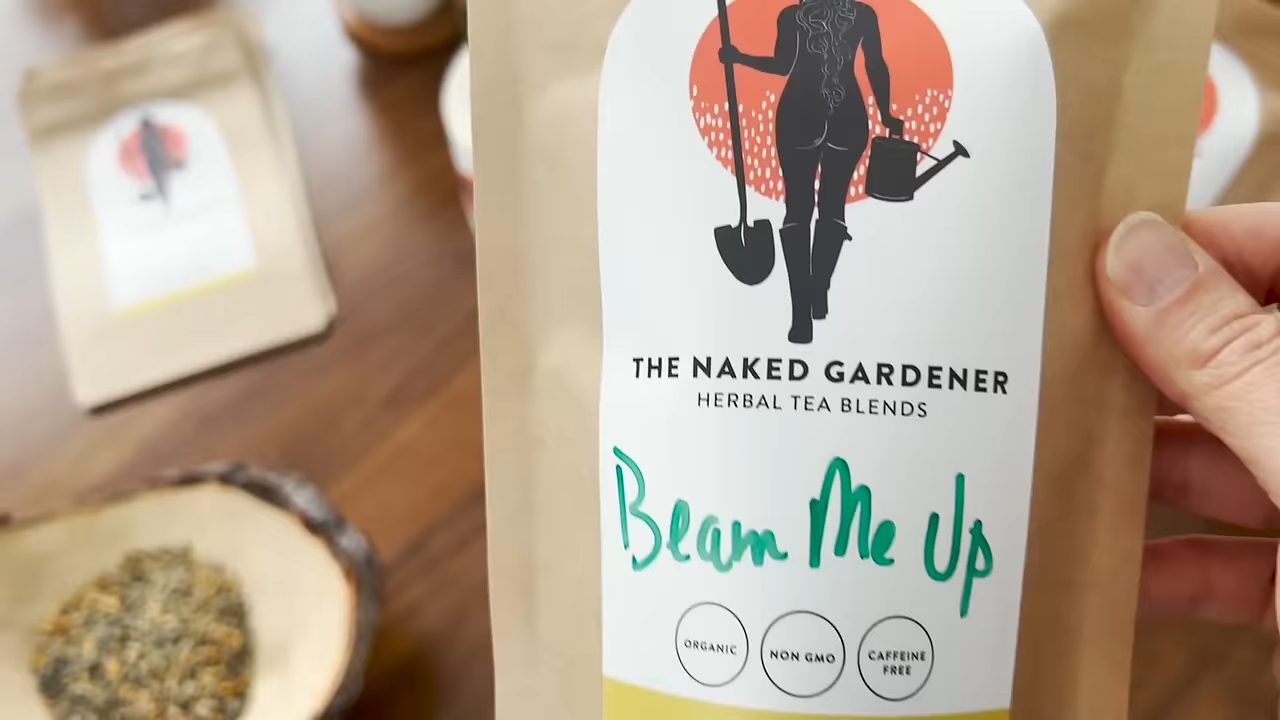 THE NAKED GARDENER
HERBAL TEA BLENDS
Beam Me Up
ORGANIC
NON GMO
CAFFEINE
FREE